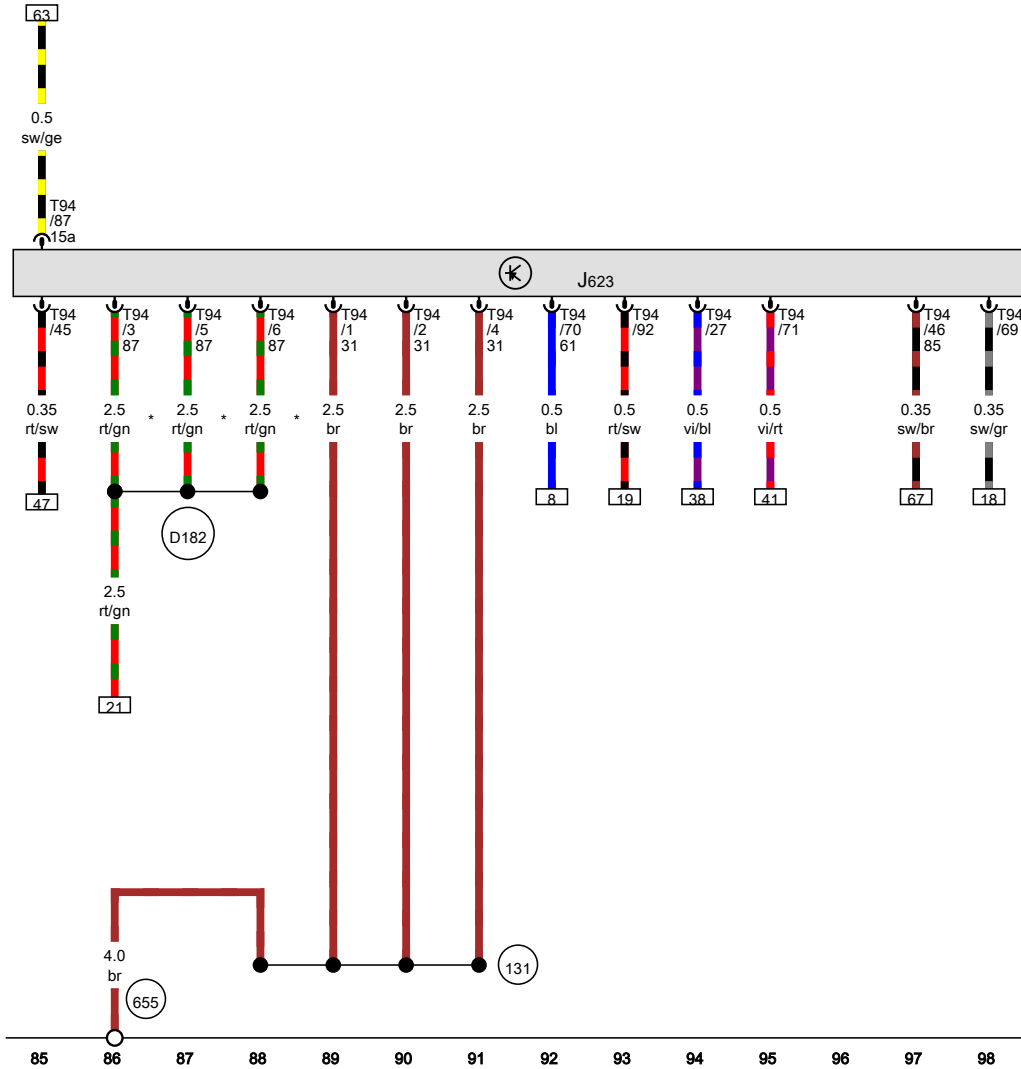 63
0.5
sw/ge
T94
/87
15a
J623
T94 T94 T94 T94 T94 T94 T94 T94 T94 T94 T94 T94 T94
/45 /3 /5 /6 /1 /2 /4 /70 /92 /27 /71 /46 /69
87 87 87 31 31 31 61 85
0.35 2.5 2.5 2.5 2.5 2.5 2.5 0.5 0.5 0.5 0.5 0.35 0.35
rt/sw rt/gn * rt/gn * rt/gn * br br br bl rt/sw vi/bl vi/rt sw/br sw/gr
47 8 19 38 41 67 18
D182
2.5
rt/gn
21
4.0
br
131
655
85 86 87 88 89 90 91 92 93 94 95 96 97 98